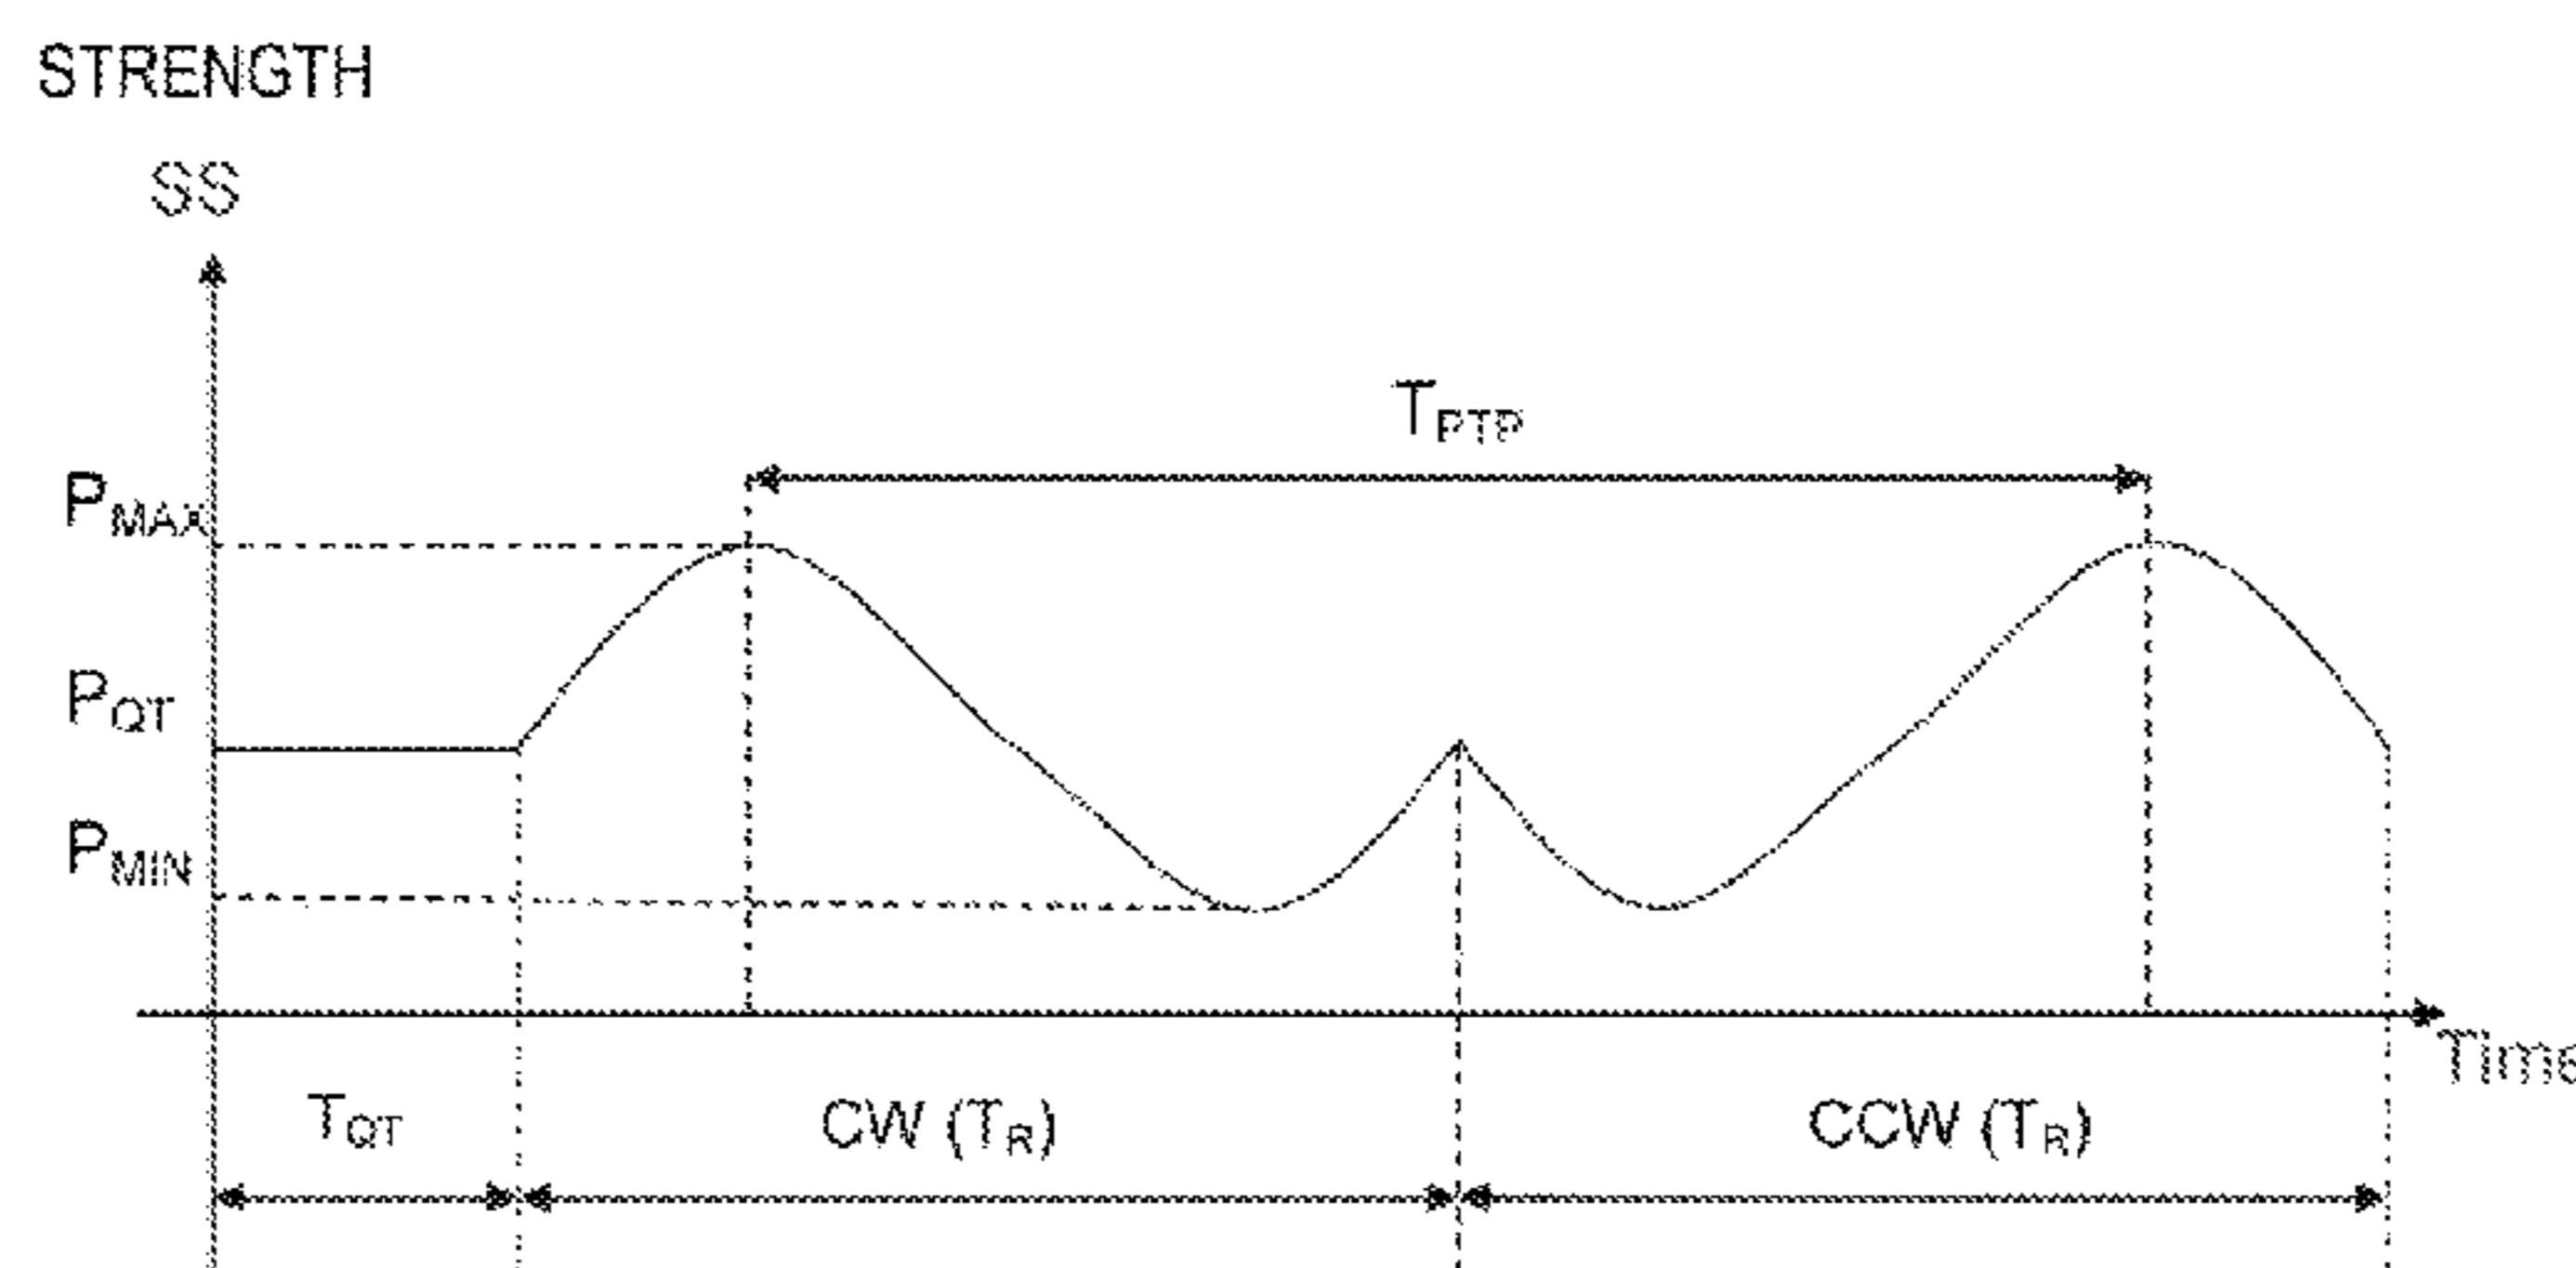 STRENGTH
SS
TPTP
PMAX
PQT
PMIN
Time
TQT
CW (TR)
CCW (TR)